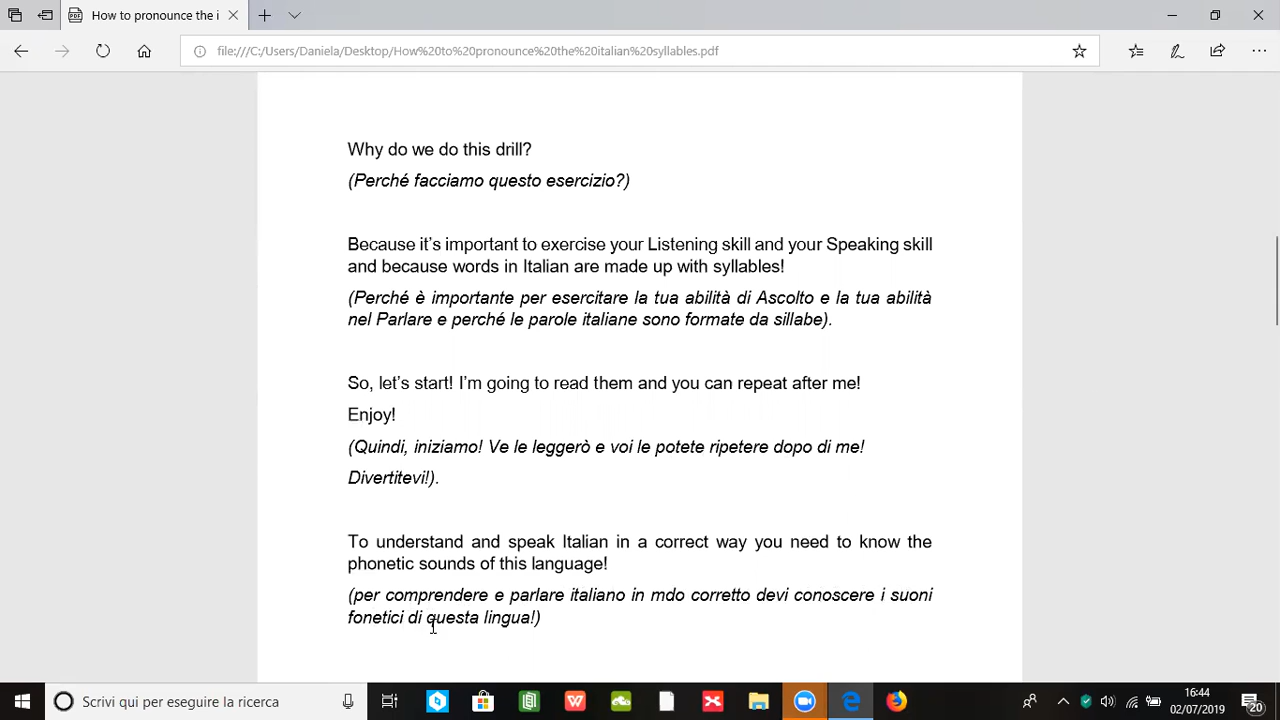 How to pronounce the i
file:///C:/Users/Daniela/Desktop/How%20to%20pronounce%20the%20italian%20syllables.pdf
Why do we do this drill?
(Perché facciamo questo esercizio?)
Because it’s important to exercise your Listening skill and your Speaking skill
and because words in Italian are made up with syllables!
(Perché è importante per esercitare la tua abilità di Ascolto e la tua abilità
nel Parlare e perché le parole italiane sono formate da sillabe).
So, let’s start! I’m going to read them and you can repeat after me!
Enjoy!
(Quindi, iniziamo! Ve le leggerò e voi le potete ripetere dopo di me!
Divertitevi!).
To understand and speak Italian in a correct way you need to know the
phonetic sounds of this language!
(per comprendere e parlare italiano in mdo corretto devi conoscere i suoni
fonetici di questa lingua!)
Scrivi qui per eseguire la ricerca
16:44
02/07/2019
20